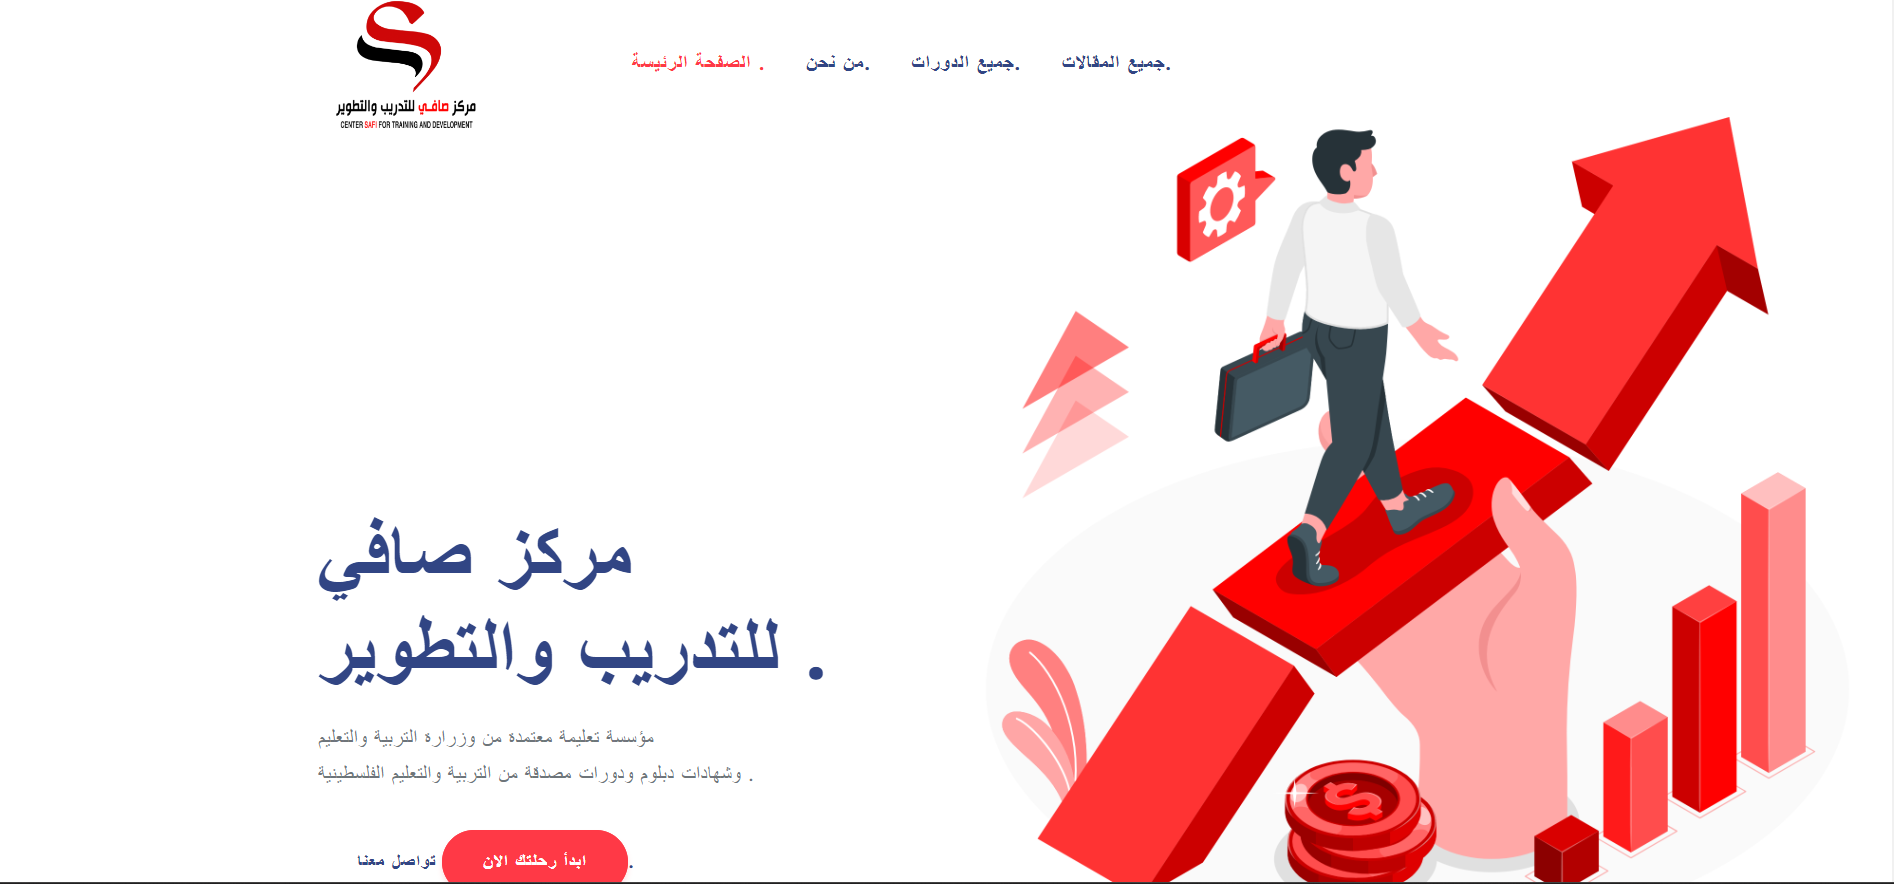 مركز صافي للتدريب والتطوير
CENTER SAFI FOR TRAINING AND DEVELOPMENT
الصفحة الرئيسة .
من نحن.
جميع الدورات.
جميع المقالات.
مركز صافي
للتدريب والتطوير .
مؤسسة تعليمة معتمدة من وزرارة التربية والتعليم
وشهادات دبلوم ودورات مصدقة من التربية والتعليم الفلسطينية .
ابدأ رحلتك الان
تواصل معنا .